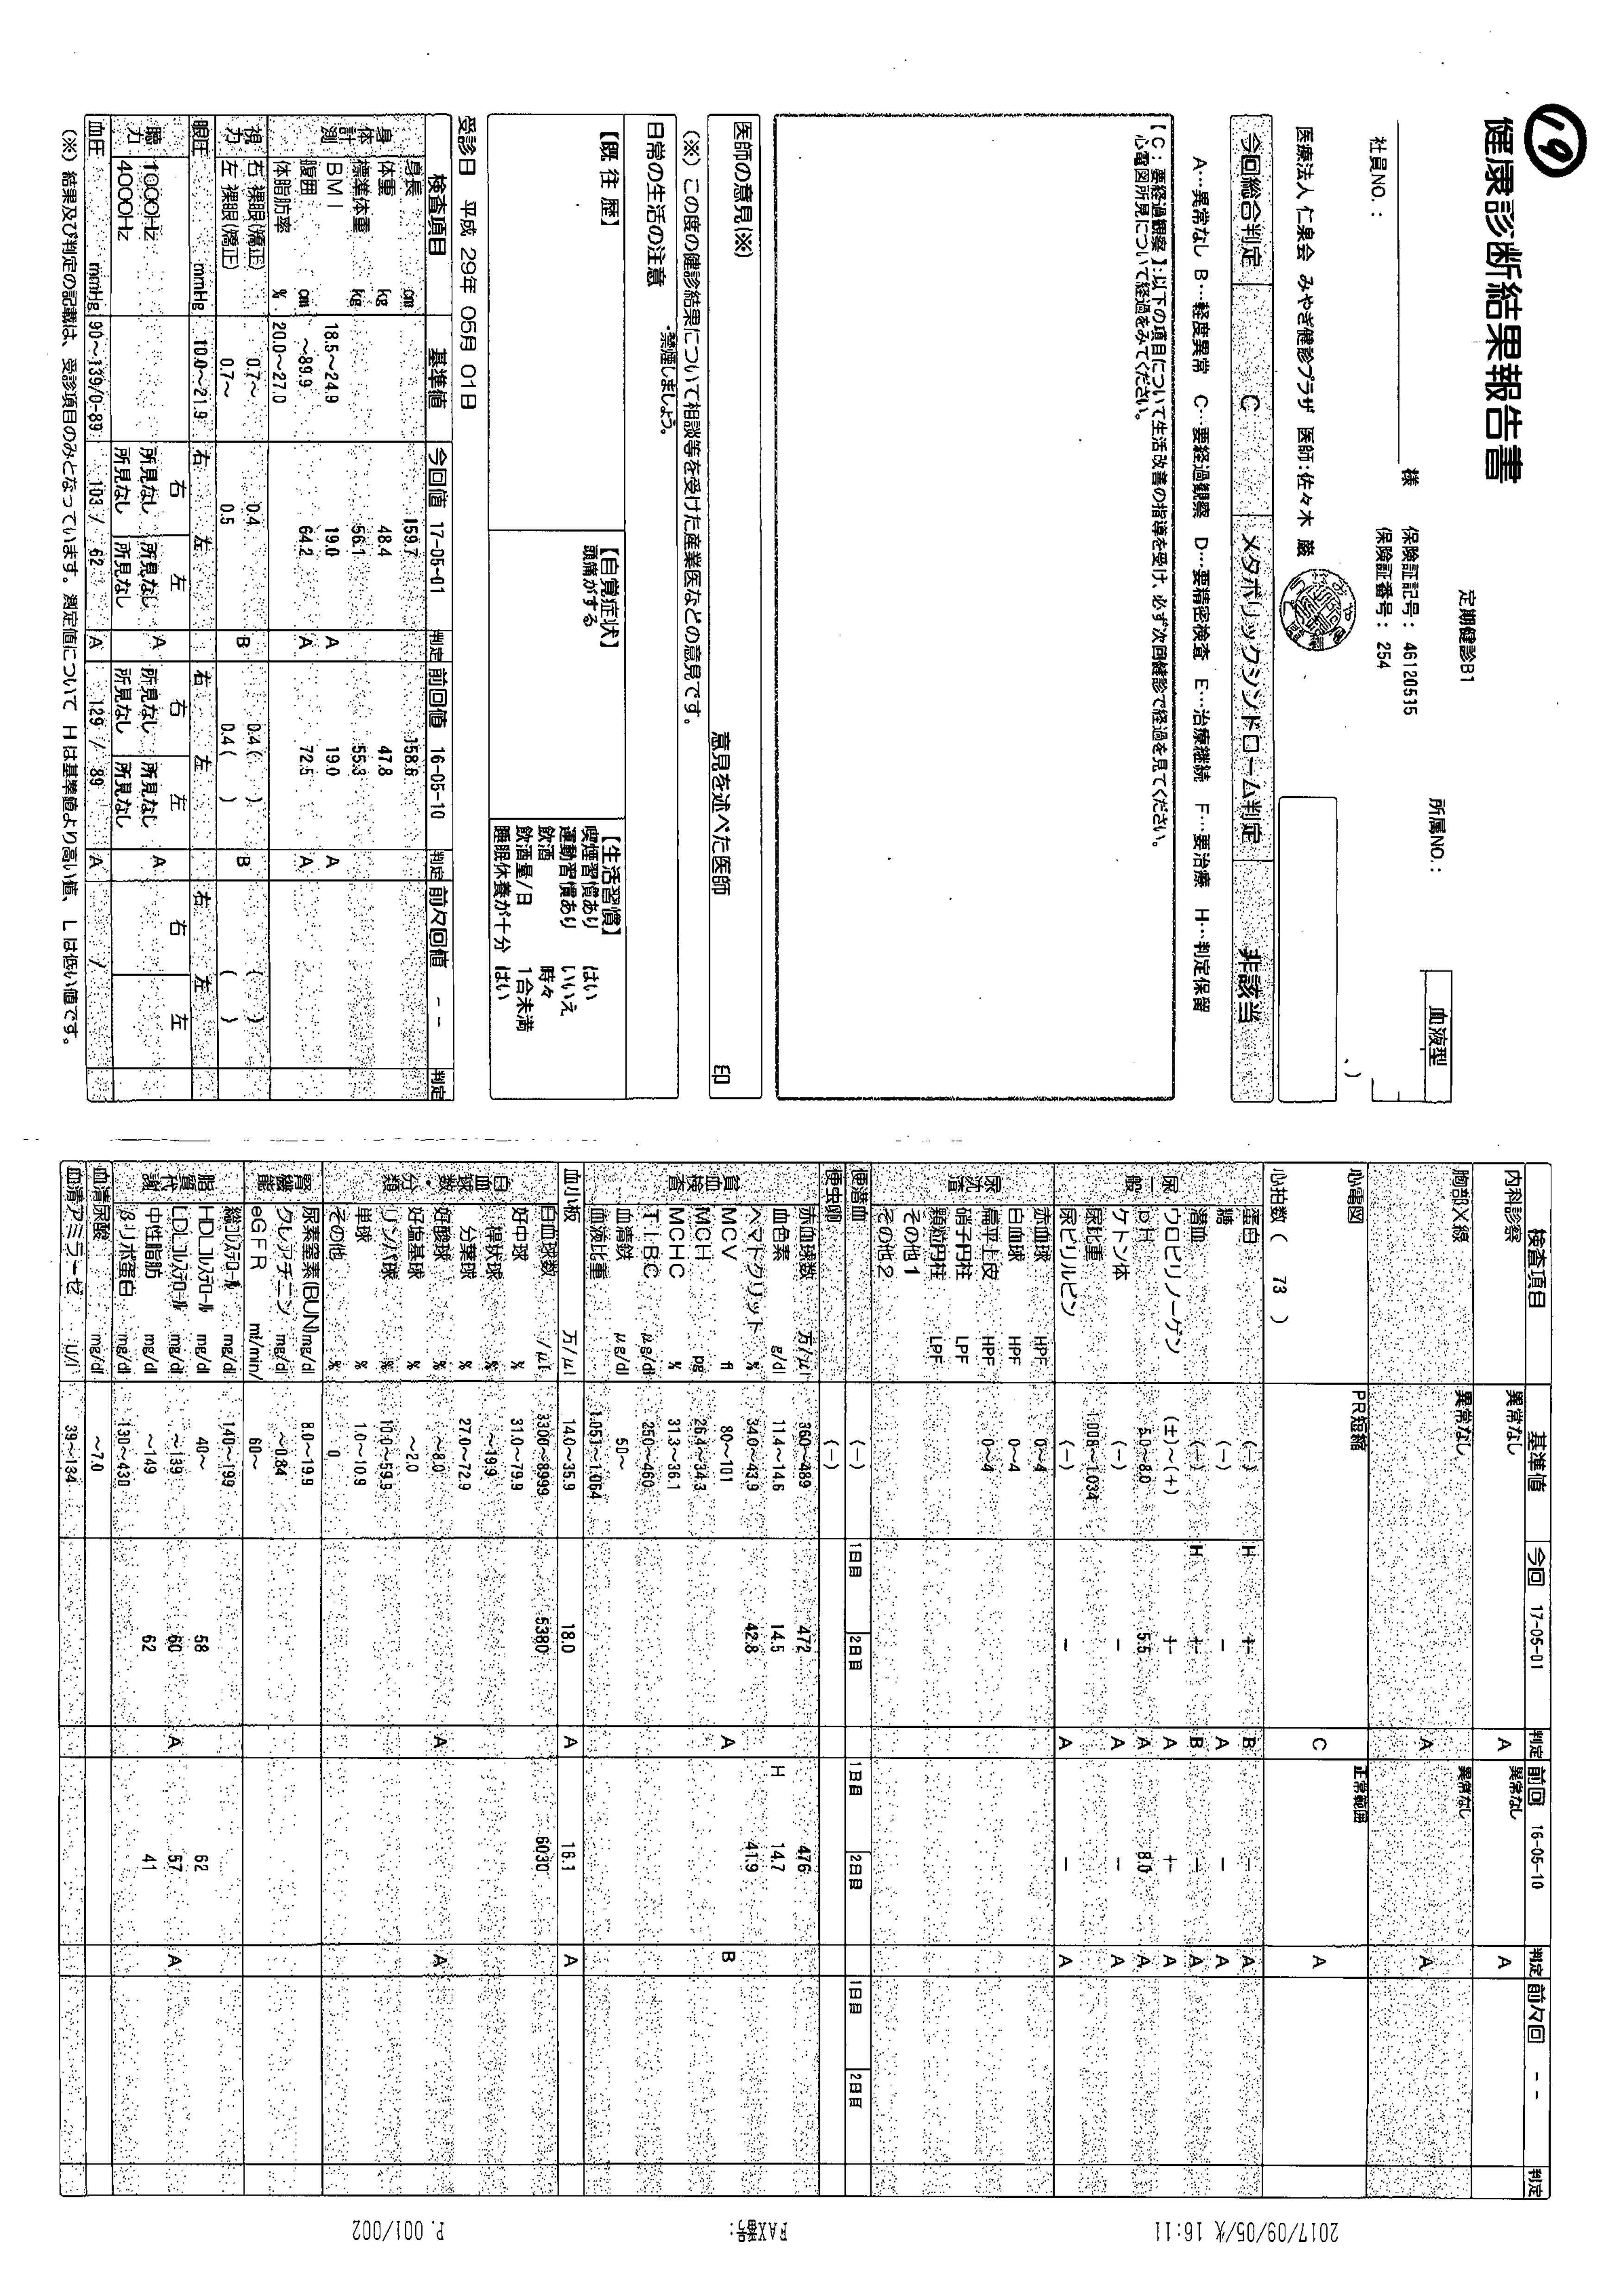 ⑲
健康診断結果報告書
定期健診B1
所属NO.：
血液型
社員NO.：
様
保険証記号： 46120515
保険証番号： 254
医療法人 仁泉会 みやぎ健診プラザ 医師：佐々木 巌
今回総合判定 C メタボリックシンドローム判定 非該当
A…異常なし B…軽度異常 C…要経過観察 D…要精密検査 E…治療継続 F…要治療 H…判定保留
【C：要経過観察】:以下の項目について生活改善の指導を受け、必ず次回健診で経過を見てください。
心電図所見について経過をみてください。
医師の意見(※) 意見を述べた医師 印
(※) この度の健診結果について相談等を受けた産業医などの意見です。
日常の生活の注意
・禁煙しましょう。
【既 往 歴】
【自覚症状】
頭痛がする
【生活習慣】
喫煙習慣あり はい
運動習慣あり いいえ
飲酒 時々
飲酒量/日 1合未満
睡眠休養が十分 はい
受診日 平成 29年 05月 01日
検査項目 基準値 今回値 17-05-01 判定 前回値 16-05-10 判定 前々回値 - - 判定
身体計測
身長 cm 159.7 158.6
体重 kg 48.4 47.8
標準体重 kg 56.1 55.3
BMI 18.5～24.9 19.0 A 19.0 A
腹囲 cm ～89.9 64.2 A 72.5 A
体脂肪率 % 20.0～27.0
視力
右 裸眼(矯正) 0.7～ 0.4 B 0.4 ( ) B ( )
左 裸眼(矯正) 0.7～ 0.5 0.4 ( ) ( )
眼圧 mmHg 10.0～21.9 右 左 右 左 右 左
聴力 右 左 右 左 右 左
1000Hz 所見なし 所見なし A 所見なし 所見なし A
4000Hz 所見なし 所見なし 所見なし 所見なし
血圧 mmHg 90～139/0-89 103 / 62 A 129 / 89 A /
(※) 結果及び判定の記載は、受診項目のみとなっています。測定値について H は基準値より高い値、L は低い値です。
検査項目 基準値 今回 17-05-01 判定 前回 16-05-10 判定 前々回 - - 判定
内科診察 異常なし A 異常なし A
胸部X線 異常なし A 異常なし A
心電図 PR短縮 C 正常範囲 A
心拍数 ( 73 )
尿一般
蛋白 (-) H +- B - A
糖 (-) - A - A
潜血 (-) H +- B - A
ウロビリノーゲン (±)～(+) +- A +- A
pH 5.0～8.0 5.5 A 8.0 A
ケトン体 (-) - A - A
尿比重 1.008～1.034
尿ビリルビン (-) - A - A
尿沈渣
赤血球 HPF 0～4
白血球 HPF 0～4
扁平上皮 HPF 0～4
硝子円柱 LPF
顆粒円柱 LPF
その他1
その他2
便潜血 (-) 1日目 2日目 1日目 2日目 1日目 2日目
便虫卵 (-)
貧血検査
赤血球数 万/μl 360～489 472 476
血色素 g/dl 11.4～14.6 14.5 H 14.7
ヘマトクリット % 34.0～43.9 42.8 41.9
MCV fl 80～101 A B
MCH pg 26.4～34.3
MCHC % 31.3～36.1
TIBC μg/dl 250～460
血清鉄 μg/dl 50～
血液比重 1.051～1.064
血小板 万/μl 14.0～35.9 18.0 A 16.1 A
白血球数・分類
白血球数 /μl 3300～8999 5380 6030
好中球 % 31.0～79.9
桿状球 % ～19.9
分葉球 % 27.0～72.9
好酸球 % ～8.0 A A
好塩基球 % ～2.0
リンパ球 % 10.0～59.9
単球 % 1.0～10.9
その他 % 0
腎機能
尿素窒素(BUN) mg/dl 8.0～19.9
クレアチニン mg/dl ～0.84
eGFR ml/min/ 60～
脂質代謝
総コレステロール mg/dl 140～199
HDLコレステロール mg/dl 40～ 58 62
LDLコレステロール mg/dl ～139 60 A 57 A
中性脂肪 mg/dl ～149 62 41
βリポ蛋白 mg/dl 130～430
血清尿酸 mg/dl ～7.0
血清アミラーゼ U/l 39～134
2017/09/05/火 16:11 FAX番号: P. 001/002